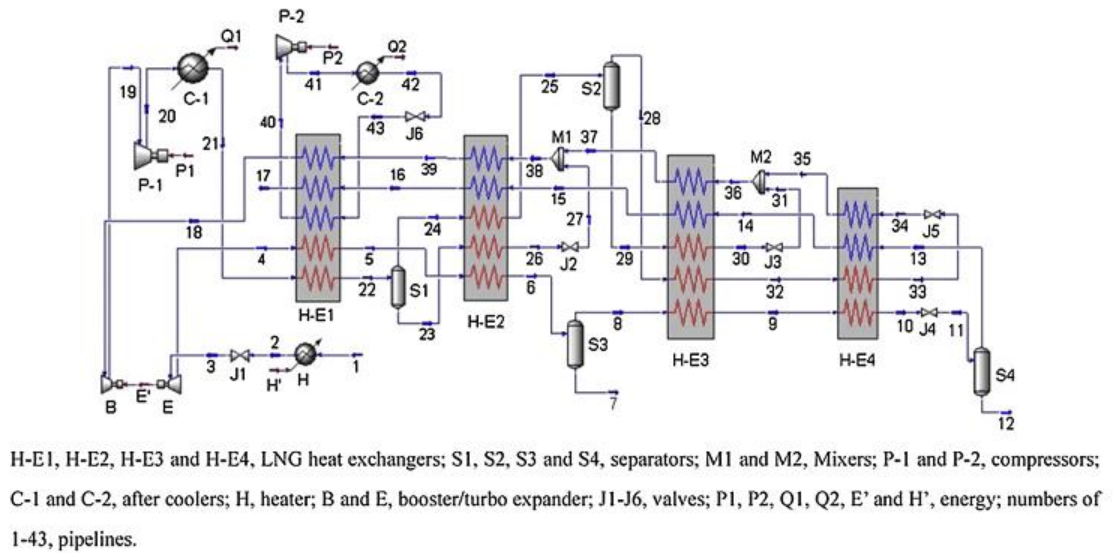 P-2
Q1
P2
Q2
19
C-1
41
C-2
42
25
S2
20
40
43
J6
28
21
M1
37
P-1
P1
39
38
M2
35
36
31
17
16
15
27
14
34
J5
18
24
4
5
26
J2
29
30
J3
13
22
S1
6
32
33
H-E1
H-E2
23
8
9
10
J4
11
S3
H-E3
H-E4
3
J1
2
H'
H
1
S4
B
E'
E
7
12
H-E1, H-E2, H-E3 and H-E4, LNG heat exchangers; S1, S2, S3 and S4, separators; M1 and M2, Mixers; P-1 and P-2, compressors;
C-1 and C-2, after coolers; H, heater; B and E, booster/turbo expander; J1-J6, valves; P1, P2, Q1, Q2, E' and H', energy; numbers of
1-43, pipelines.